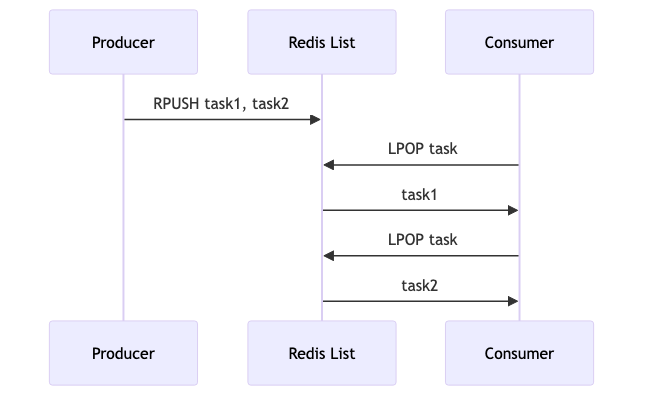 Producer
Redis List
Consumer
RPUSH task1, task2
LPOP task
task1
LPOP task
task2
Producer
Redis List
Consumer